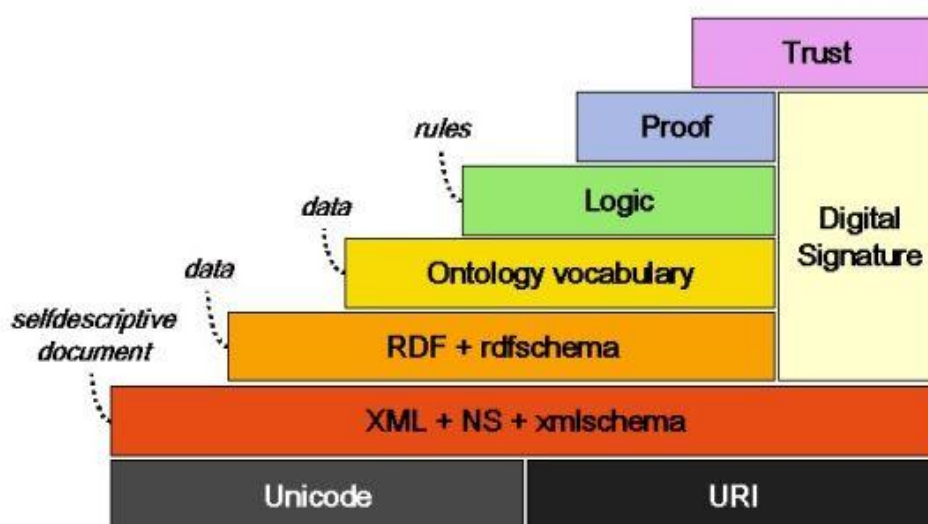 Trust
Proof
rules
Logic
Digital
Signature
data
Ontology vocabulary
data
RDF + rdfschema
selfdescriptive
document
XML + NS + xmlschema
Unicode
URI